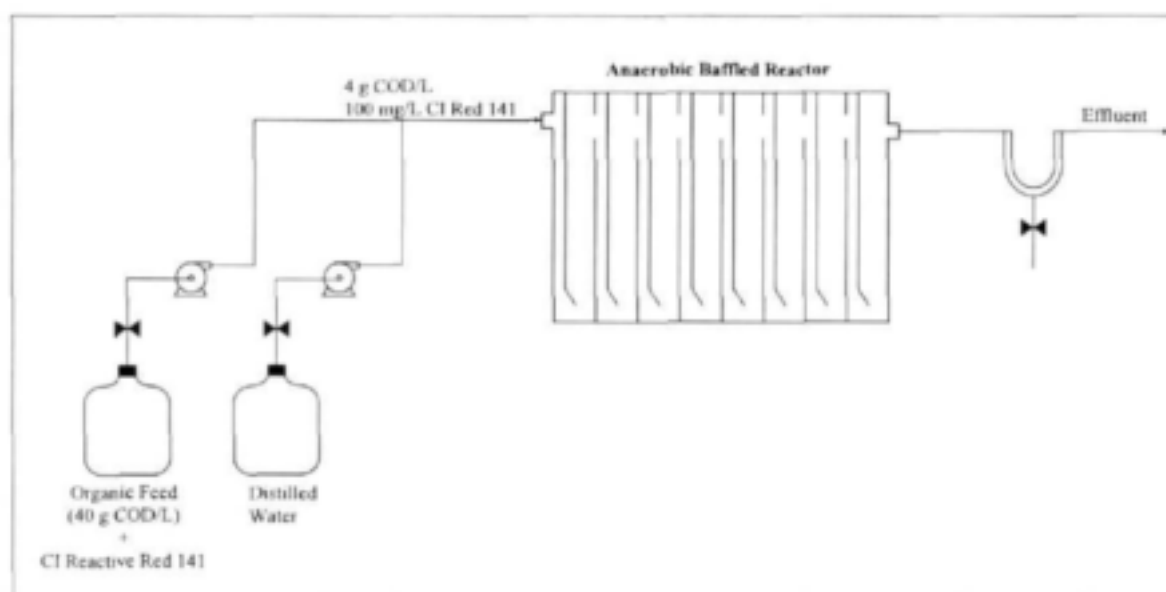 Anaerobic Baffled Reactor
4 g COD/L
100 mg/L CI Red 141
Effluent
Organic Feed
(40 g COD/L)
+
CI Reactive Red 141
Distilled
Water